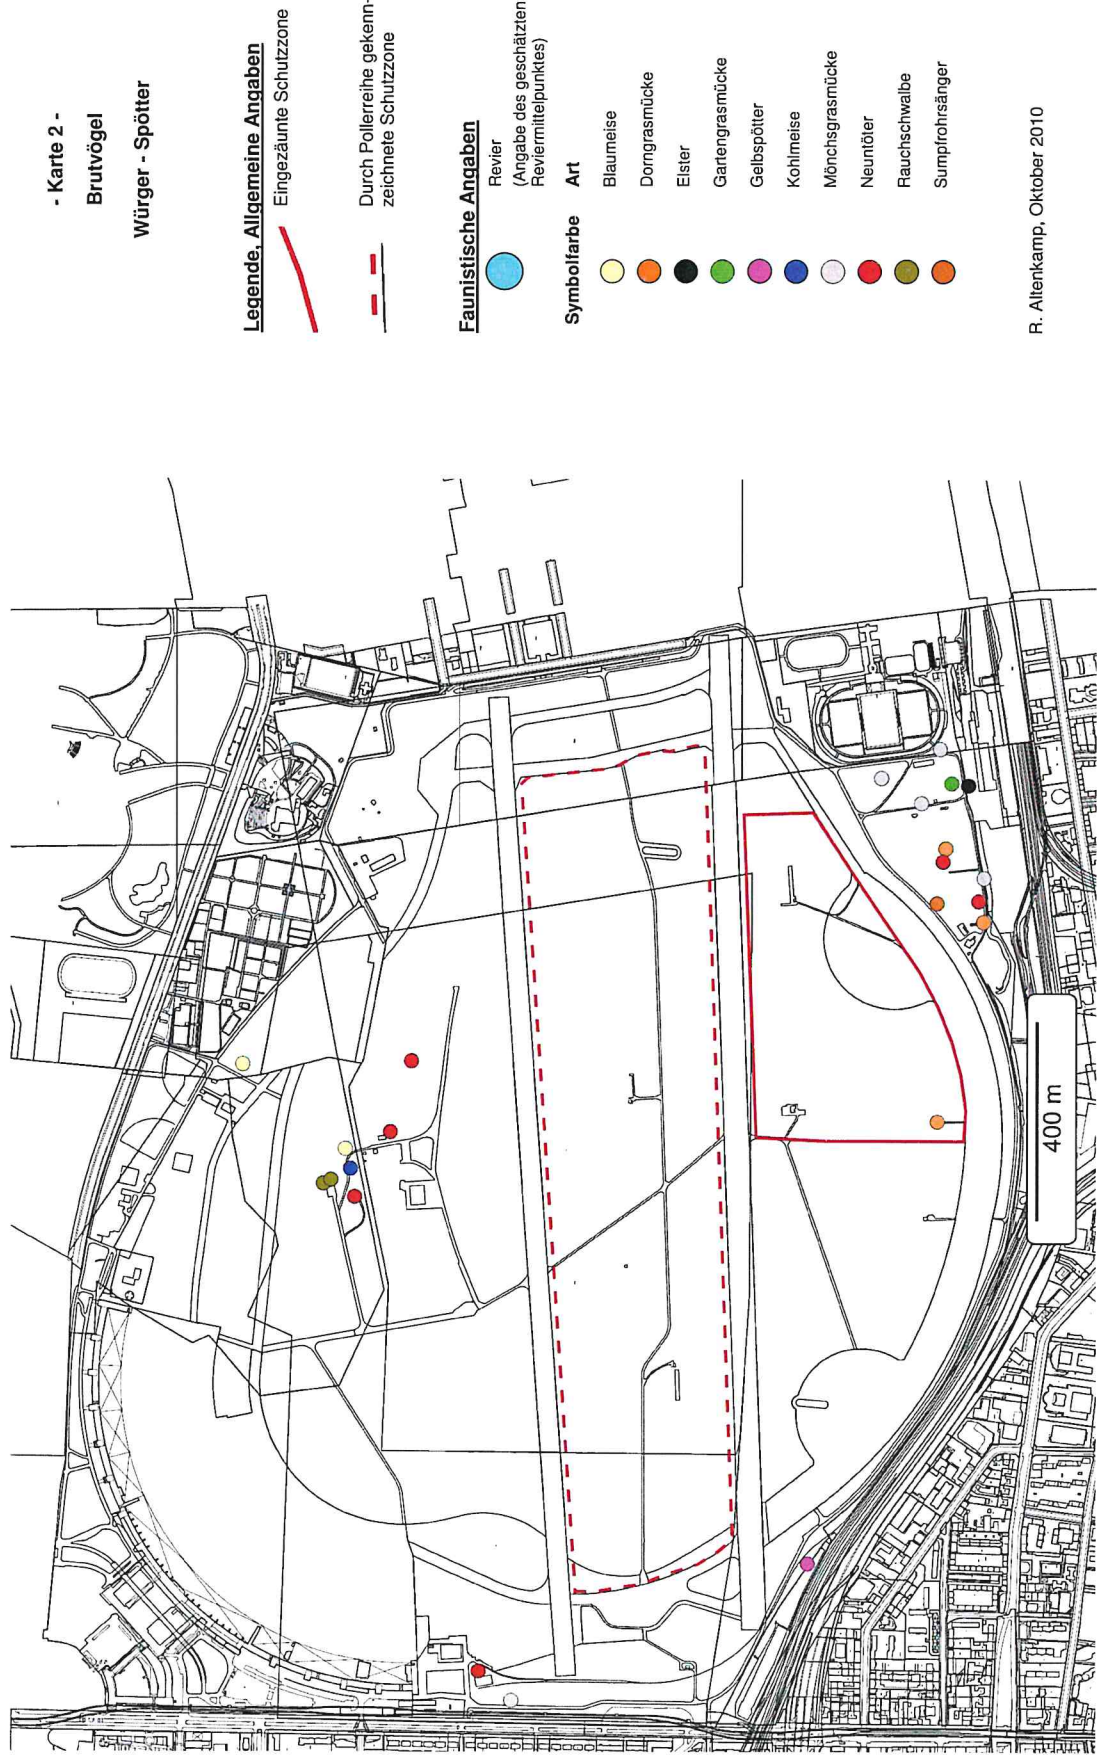 - Karte 2 -
Brutvögel
Würger - Spötter
Legende, Allgemeine Angaben
Eingezäunte Schutzzone
Durch Pollerreihe gekenn-
zeichnete Schutzzone
Faunistische Angaben
Revier
(Angabe des geschätzten
Reviermittelpunktes)
Symbolfarbe Art
Blaumeise
Dorngrasmücke
Elster
Gartengrasmücke
Gelbspötter
Kohlmeise
Mönchsgrasmücke
Neuntöter
Rauchschwalbe
Sumpfrohrsänger
R. Altenkamp, Oktober 2010
400 m